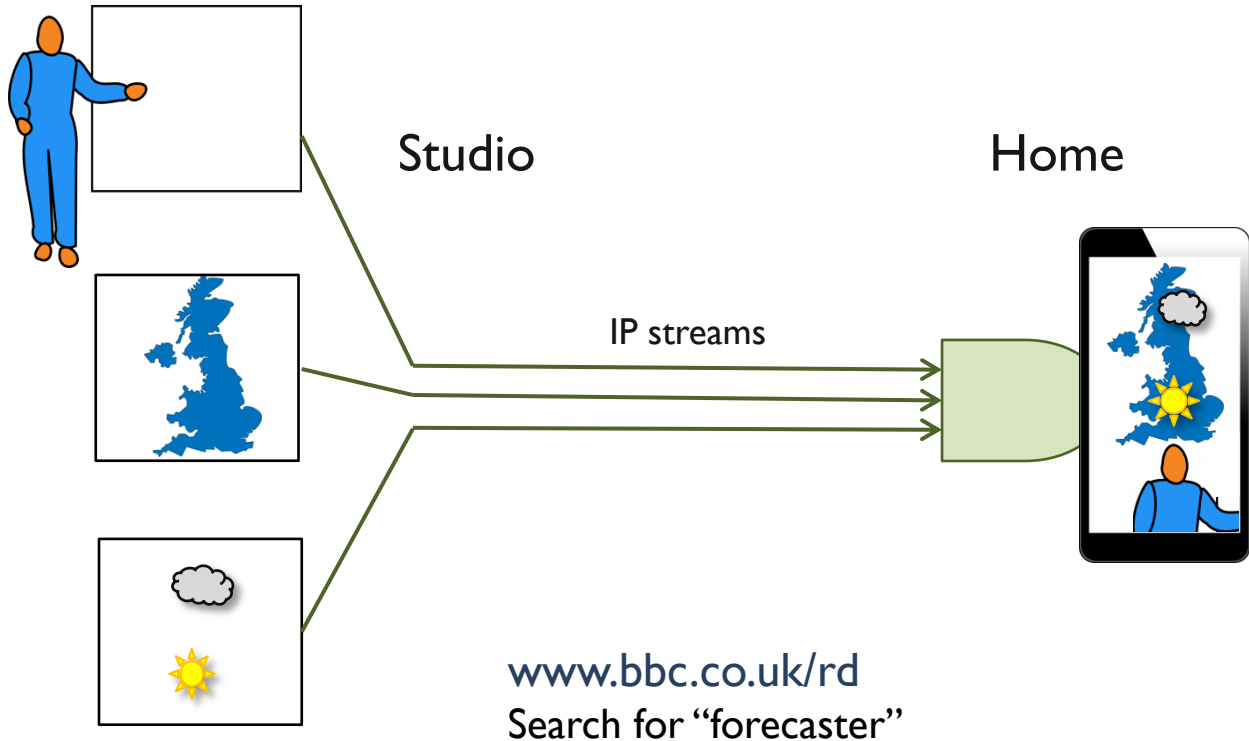 Studio
Home
IP streams
www.bbc.co.uk/rd
Search for “forecaster”